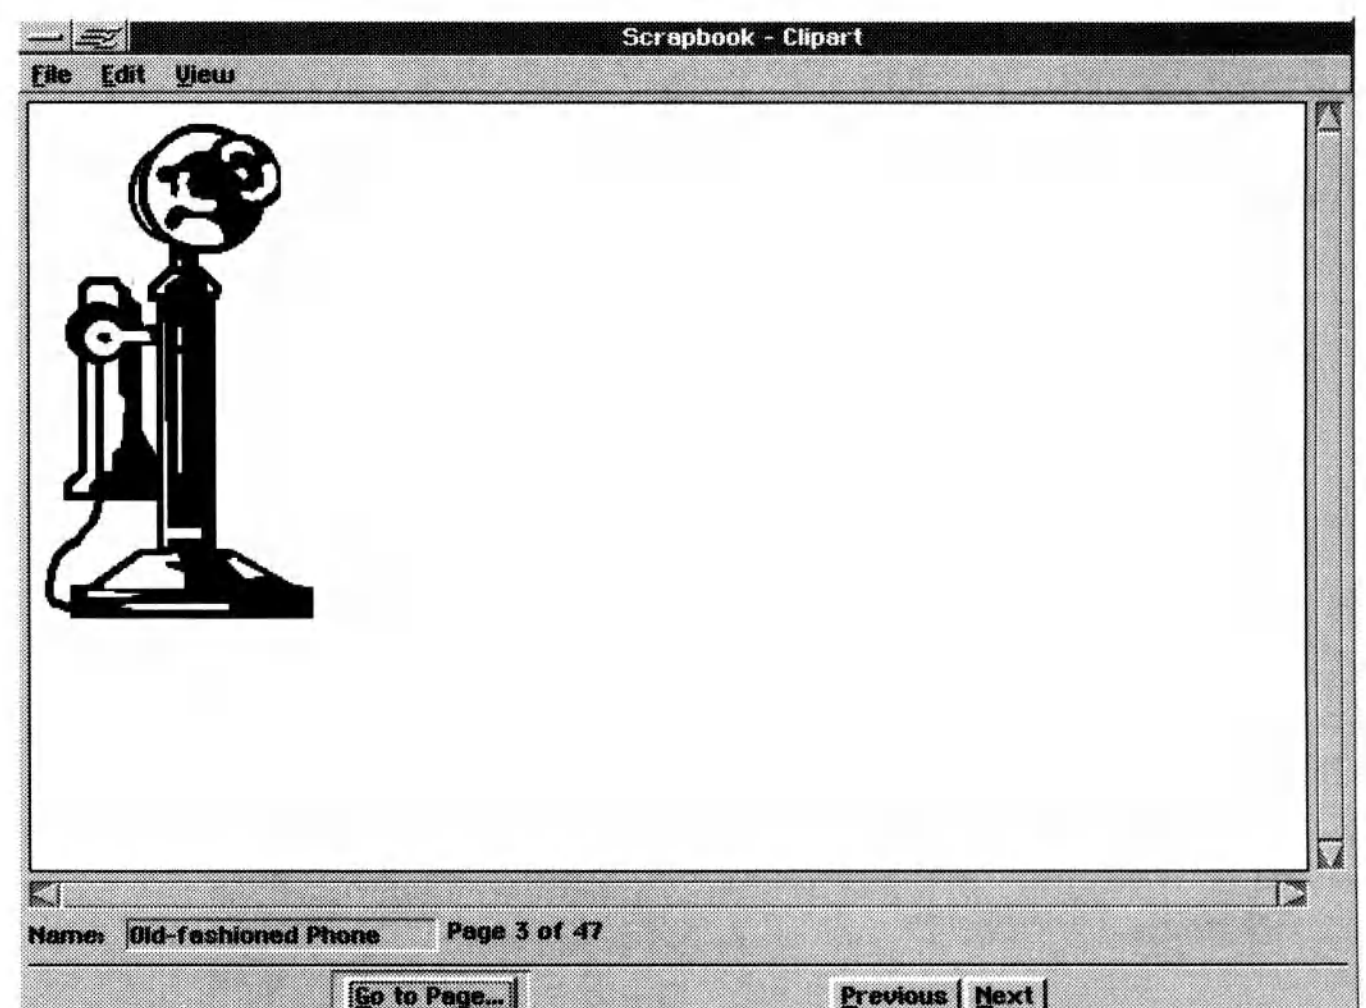 Scrapbook - Clipart
File Edit View
Name: Old-fashioned Phone Page 3 of 47
Go to Page... Previous Next